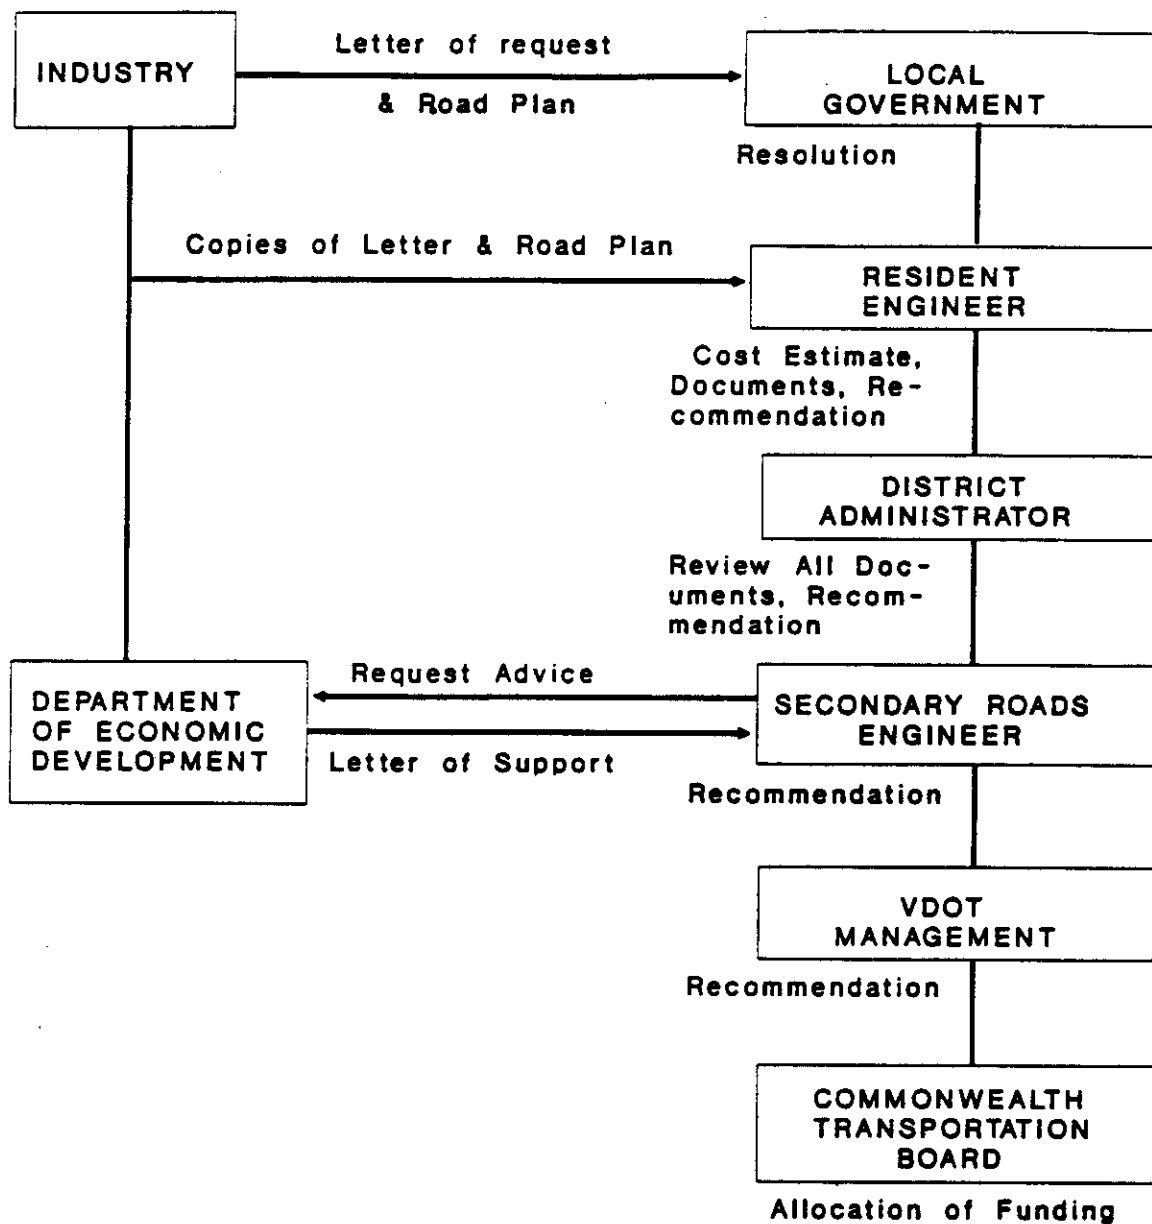 INDUSTRY
Letter of request
& Road Plan
LOCAL
GOVERNMENT
Resolution
Copies of Letter & Road Plan
RESIDENT
ENGINEER
Cost Estimate,
Documents, Re-
commendation
DISTRICT
ADMINISTRATOR
Review All Doc-
uments, Recom-
mendation
DEPARTMENT
OF ECONOMIC
DEVELOPMENT
Request Advice
Letter of Support
SECONDARY ROADS
ENGINEER
Recommendation
VDOT
MANAGEMENT
Recommendation
COMMONWEALTH
TRANSPORTATION
BOARD
Allocation of Funding